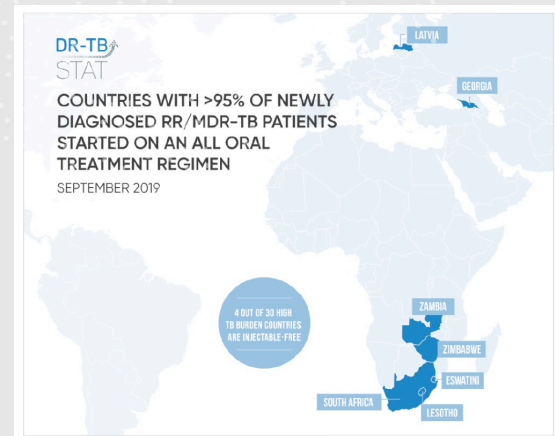 DR-TB
STAT
COUNTRIES WITH >95% OF NEWLY
DIAGNOSED RR/MDR-TB PATIENTS
STARTED ON AN ALL ORAL
TREATMENT REGIMEN
SEPTEMBER 2019
LATVIA
GEORGIA
4 OUT OF 30 HIGH
TB BURDEN COUNTRIES
ARE INJECTABLE-FREE
ZAMBIA
ZIMBABWE
ESWATINI
SOUTH AFRICA
LESOTHO